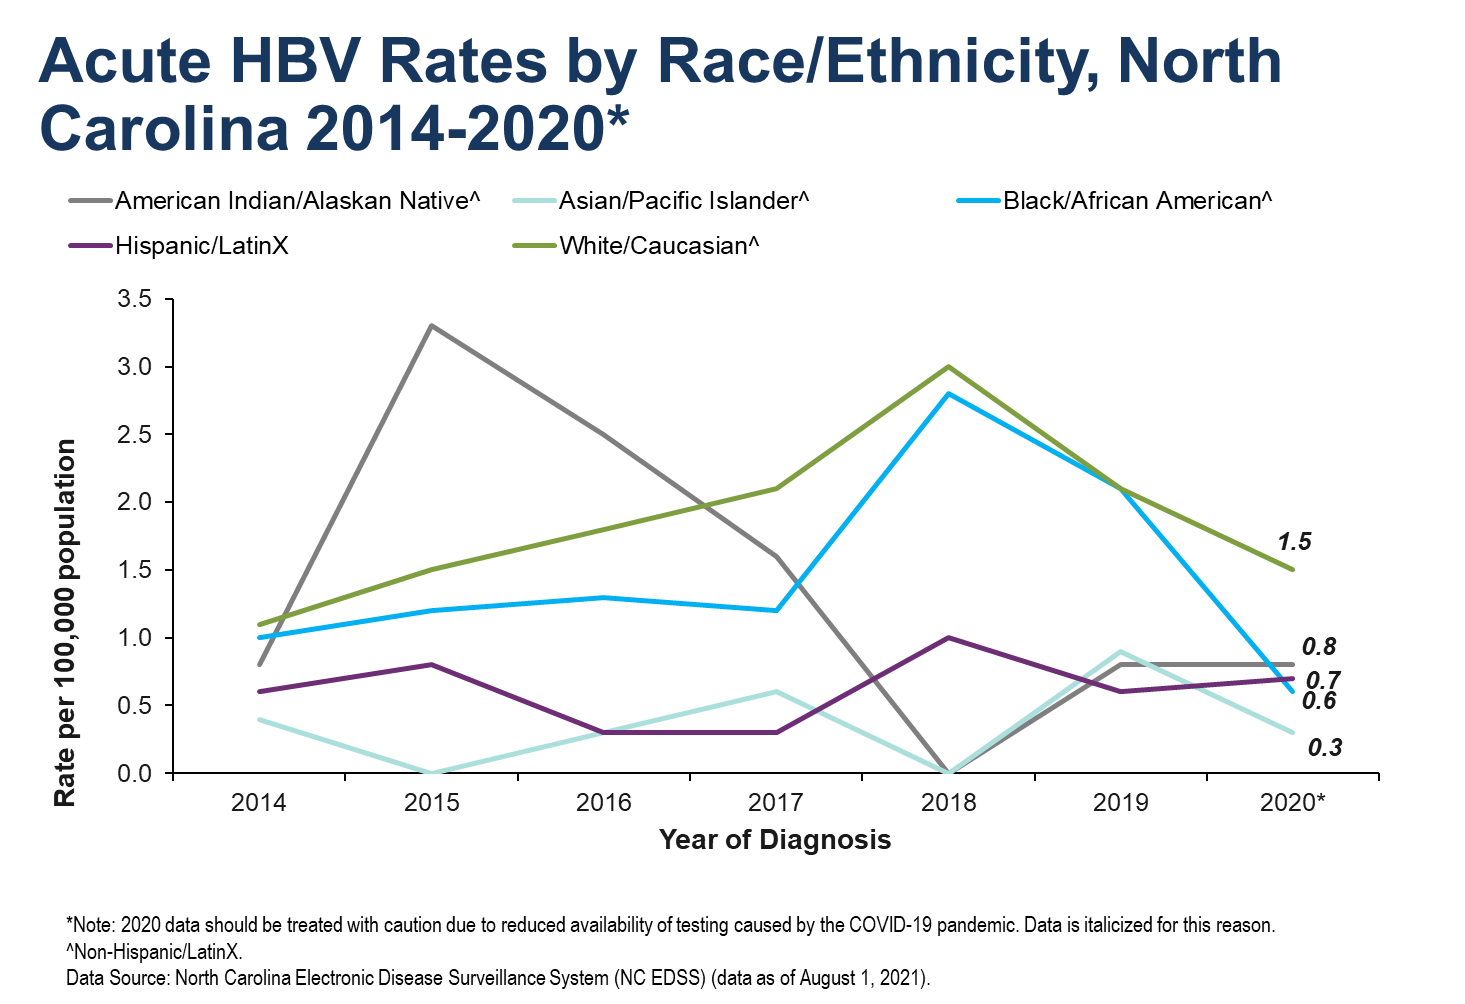 Acute HBV Rates by Race/Ethnicity, North
Carolina 2014-2020*
American Indian/Alaskan Native^
Asian/Pacific Islander^
Black/African American^
Hispanic/LatinX
White/Caucasian^
Rate per 100,000 population
3.5
3.0
2.5
2.0
1.5
1.0
0.5
0.0
1.5
0.8
0.7
0.6
0.3
2014
2015
2016
2017
2018
2019
2020*
Year of Diagnosis
*Note: 2020 data should be treated with caution due to reduced availability of testing caused by the COVID-19 pandemic. Data is italicized for this reason.
^Non-Hispanic/LatinX.
Data Source: North Carolina Electronic Disease Surveillance System (NC EDSS) (data as of August 1, 2021).